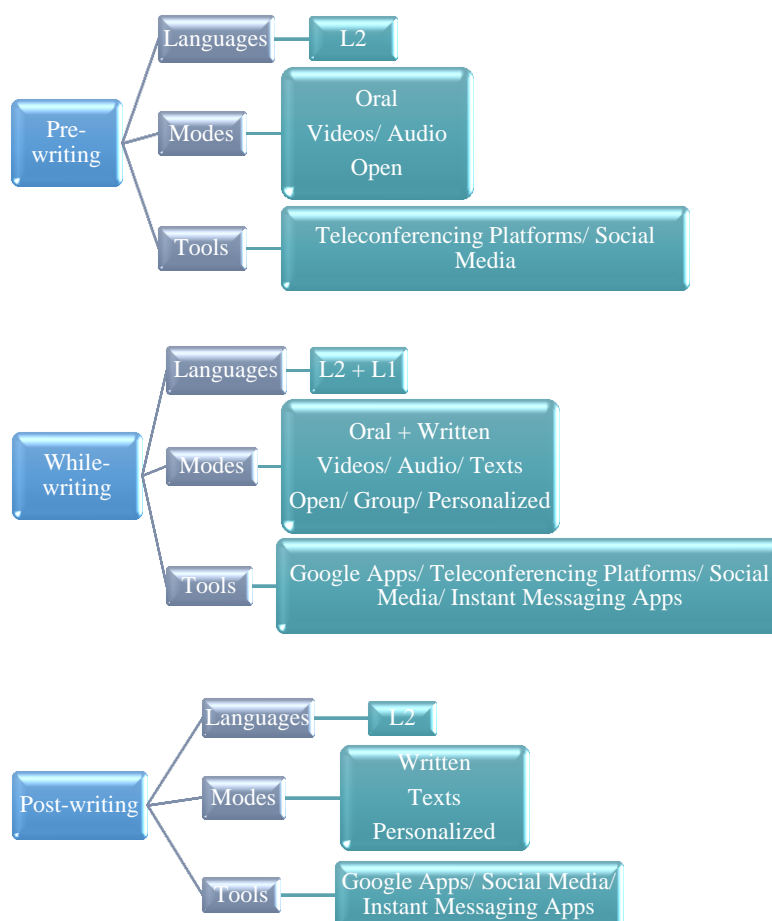 Languages
L2
Pre-
writing
Modes
Oral
Videos/ Audio
Open
Tools
Teleconferencing Platforms/ Social
Media
Languages
L2 + L1
While-
writing
Modes
Oral + Written
Videos/ Audio/ Texts
Open/ Group/ Personalized
Tools
Google Apps/ Teleconferencing Platforms/ Social
Media/ Instant Messaging Apps
Languages
L2
Post-writing
Modes
Written
Texts
Personalized
Tools
Google Apps/ Social Media/
Instant Messaging Apps